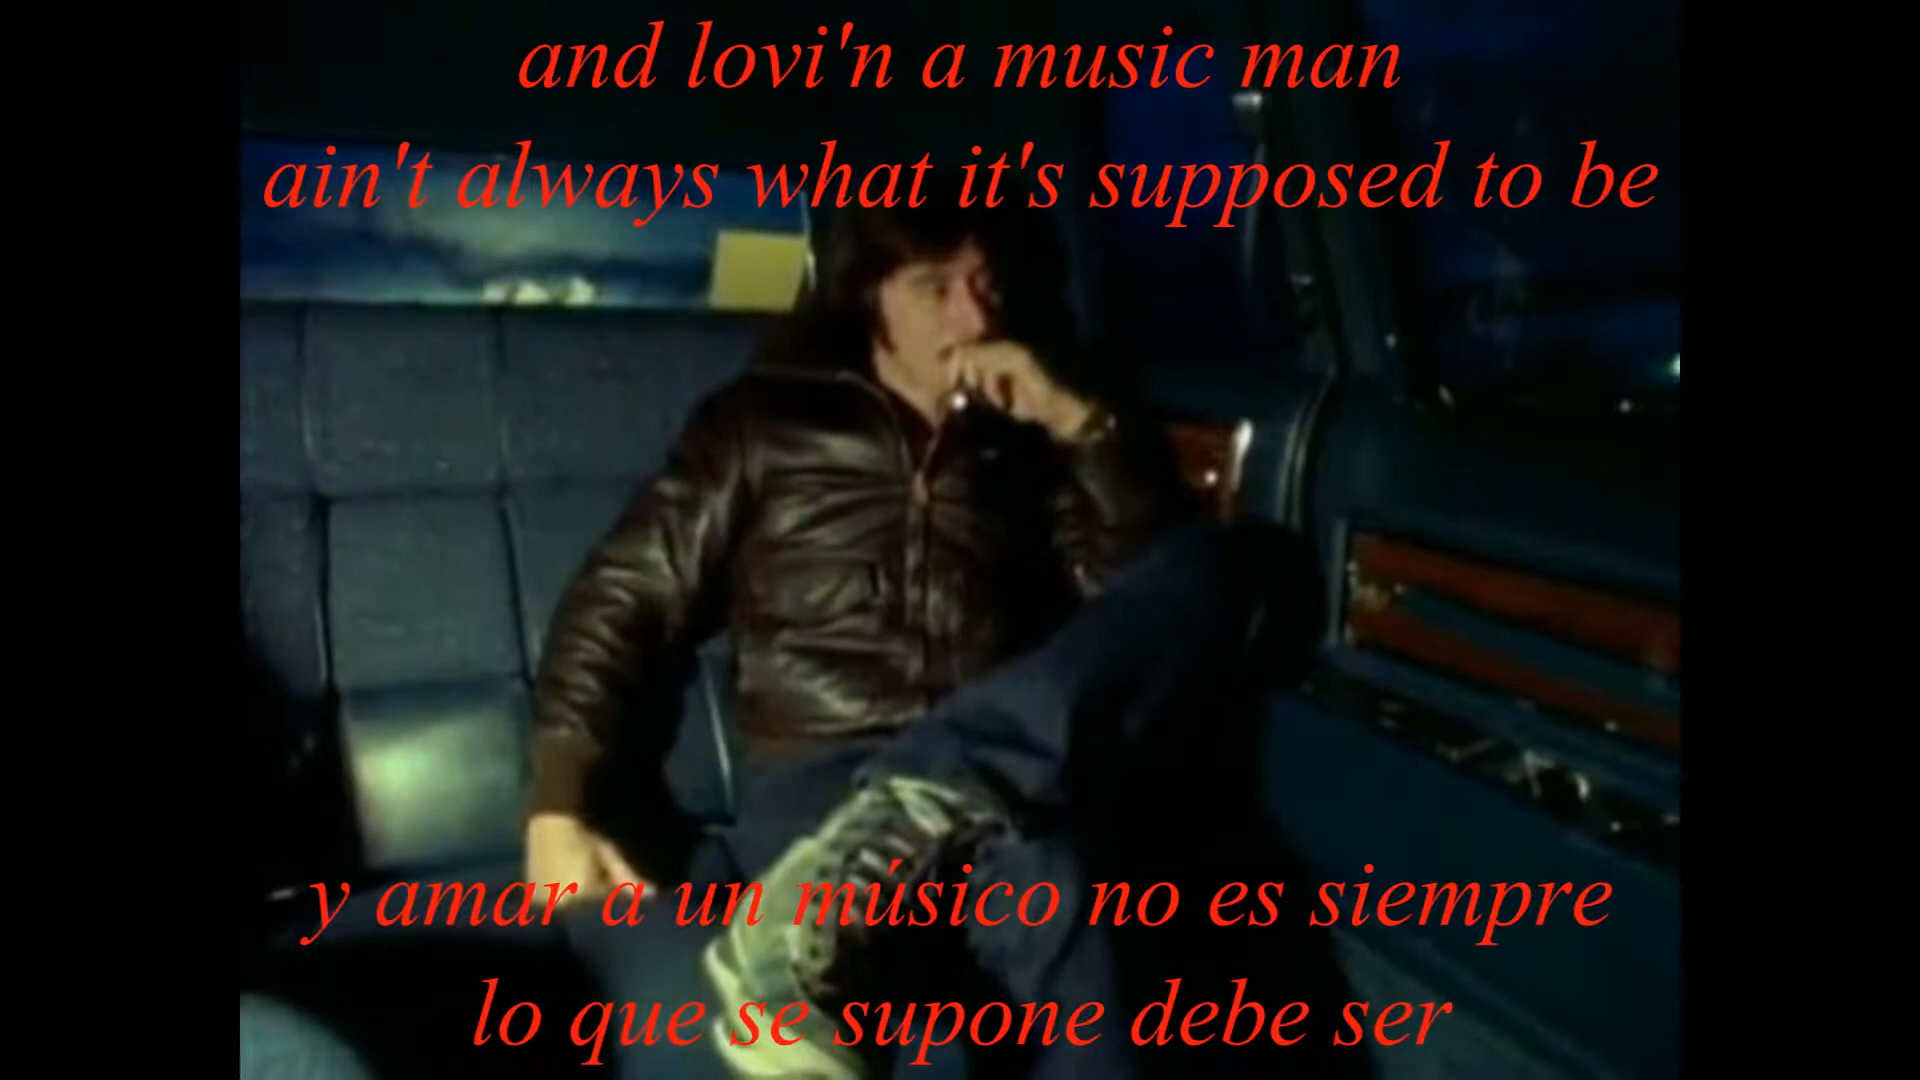 and lovi'n a music man
ain't always what it's supposed to be
y amar a un músico no es siempre
lo que se supone debe ser